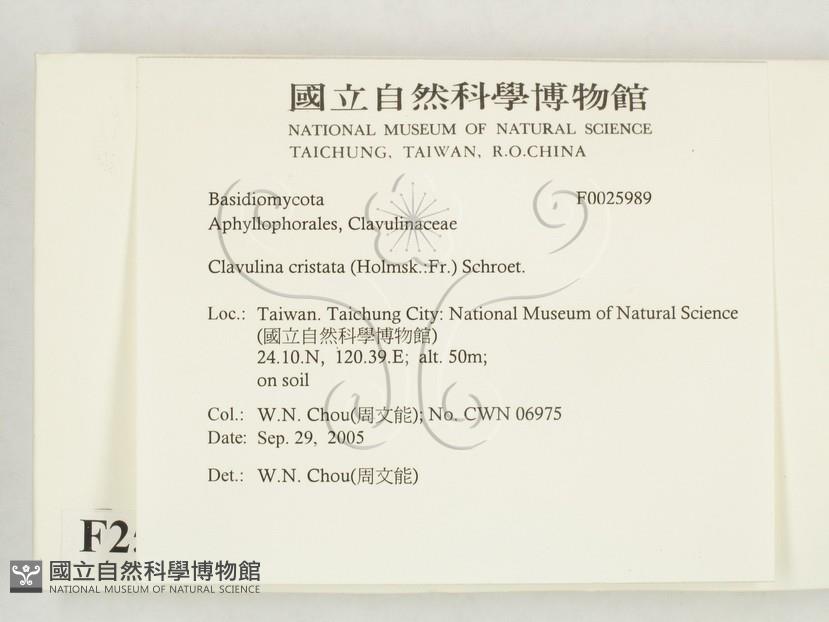 國立自然科學博物館
NATIONAL MUSEUM OF NATURAL SCIENCE
TAICHUNG, TAIWAN, R.O.CHINA
Basidiomycota F0025989
Aphyllophorales, Clavulinaceae
Clavulina cristata (Holmsk.:Fr.) Schroet.
Loc.: Taiwan. Taichung City: National Museum of Natural Science
(國立自然科學博物館)
24.10.N, 120.39.E; alt. 50m;
on soil
Col.: W.N. Chou(周文能); No. CWN 06975
Date: Sep. 29, 2005
Det.: W.N. Chou(周文能)
國立自然科學博物館
NATIONAL MUSEUM OF NATURAL SCIENCE